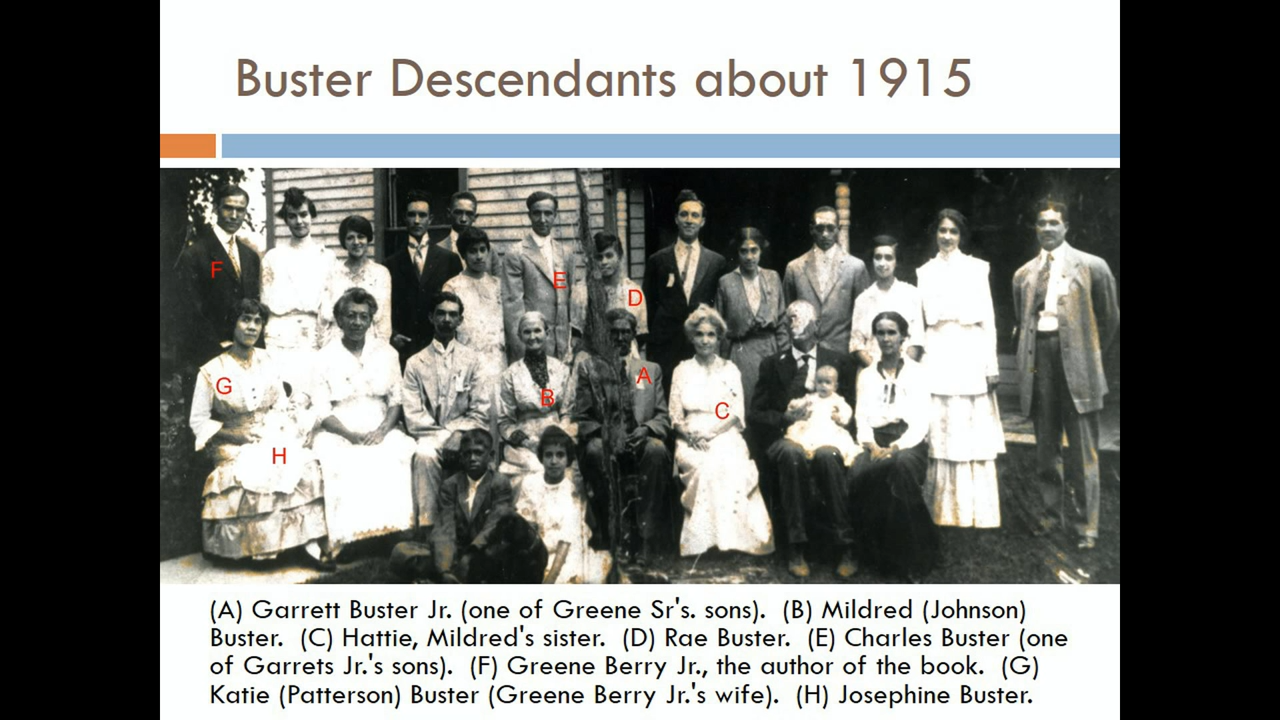 Buster Descendants about 1915
F
E
D
A
G
B
C
H
(A) Garrett Buster Jr. (one of Greene Sr's. sons). (B) Mildred (Johnson)
Buster. (C) Hattie, Mildred's sister. (D) Rae Buster. (E) Charles Buster (one
of Garrets Jr.'s sons). (F) Greene Berry Jr., the author of the book. (G)
Katie (Patterson) Buster (Greene Berry Jr.'s wife). (H) Josephine Buster.